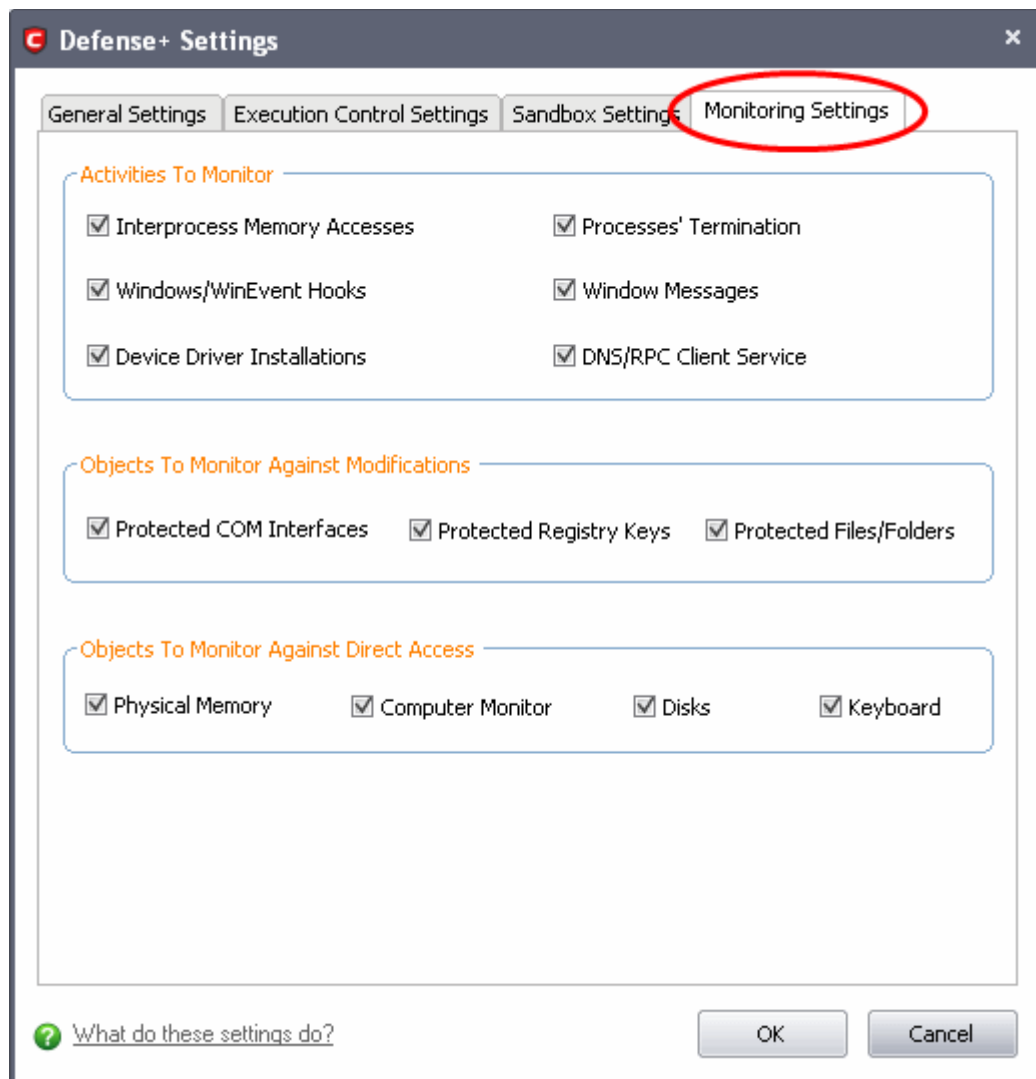 Defense+ Settings
General Settings Execution Control Settings Sandbox Settings Monitoring Settings
Activities To Monitor
Interprocess Memory Accesses Processes' Termination
Windows/WinEvent Hooks Window Messages
Device Driver Installations DNS/RPC Client Service
Objects To Monitor Against Modifications
Protected COM Interfaces Protected Registry Keys Protected Files/Folders
Objects To Monitor Against Direct Access
Physical Memory Computer Monitor Disks Keyboard
What do these settings do? OK Cancel